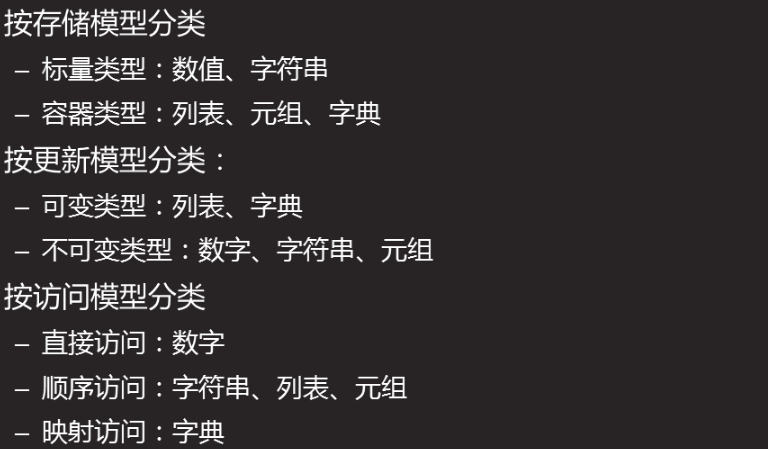 按存储模型分类
– 标量类型：数值、字符串
– 容器类型：列表、元组、字典
按更新模型分类：
– 可变类型：列表、字典
– 不可变类型：数字、字符串、元组
按访问模型分类
– 直接访问：数字
– 顺序访问：字符串、列表、元组
– 映射访问：字典